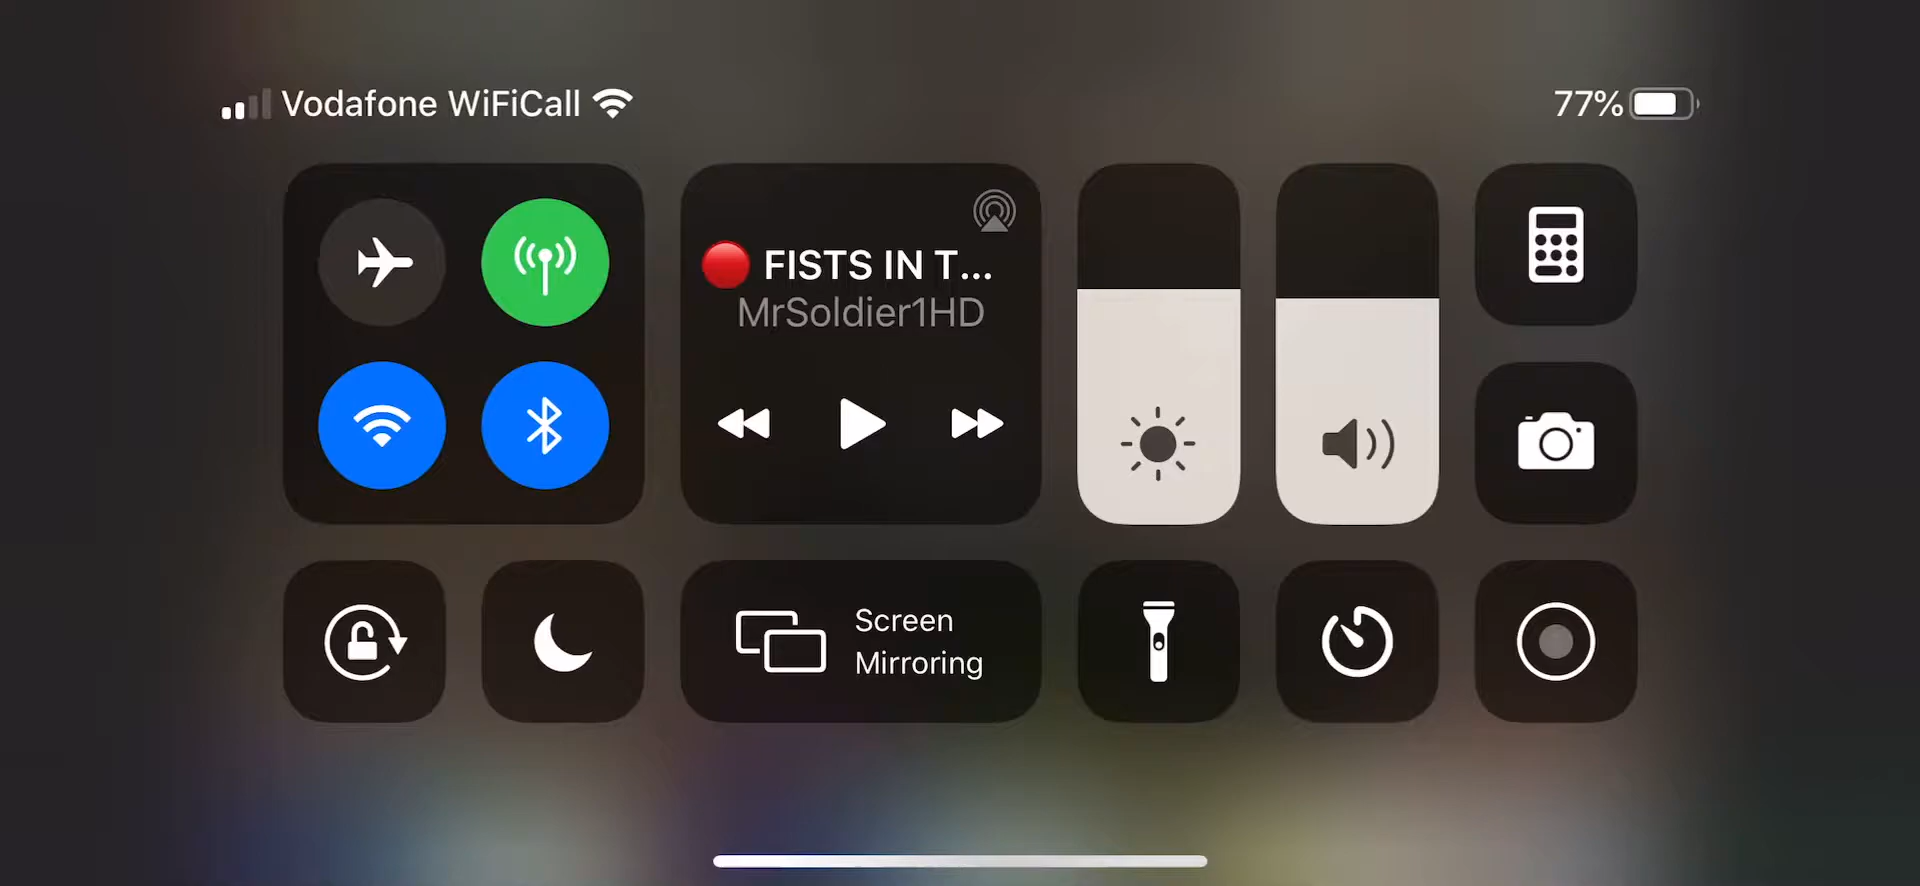 Vodafone WiFiCall
77%
FISTS IN T...
MrSoldier1HD
Screen
Mirroring